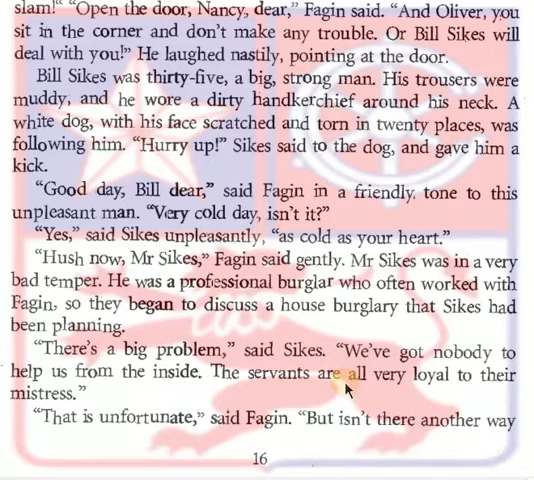 slam!" "Open the door, Nancy, dear," Fagin said. "And Oliver, you
sit in the corner and don't make any trouble. Or Bill Sikes will
deal with you!" He laughed nastily, pointing at the door.
Bill Sikes was thirty-five, a big, strong man. His trousers were
muddy, and he wore a dirty handkerchief around his neck. A
white dog, with his face scratched and torn in twenty places, was
following him. "Hurry up!" Sikes said to the dog, and gave him a
kick.
"Good day, Bill dear," said Fagin in a friendly tone to this
unpleasant man. "Very cold day, isn't it?"
"Yes," said Sikes unpleasantly, "as cold as your heart."
"Hush now, Mr Sikes," Fagin said gently. Mr Sikes was in a very
bad temper. He was a professional burglar who often worked with
Fagin, so they began to discuss a house burglary that Sikes had
been planning.
"There's a big problem," said Sikes. "We've got nobody to
help us from the inside. The servants are all very loyal to their
mistress."
"That is unfortunate," said Fagin. "But isn't there another way
16